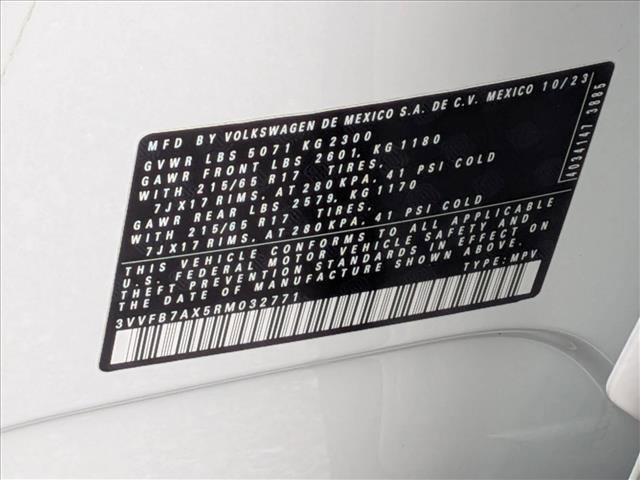 MFD BY VOLKSWAGEN DE MEXICO S.A. DE C.V. MEXICO 10/23
GVWR LBS 5071 KG 2300
GAWR FRONT LBS 2601, KG 1180
WITH 215/65 R17 TIRES,
7JX17 RIMS, AT 280 KPA, 41 PSI COLD
GAWR REAR LBS 2579, KG 1170
WITH 215/65 R17 TIRES,
7JX17 RIMS, AT 280 KPA, 41 PSI COLD
THIS VEHICLE CONFORMS TO ALL APPLICABLE
U.S. FEDERAL MOTOR VEHICLE SAFETY AND
THEFT PREVENTION STANDARDS IN EFFECT ON
THE DATE OF MANUFACTURE SHOWN ABOVE.
3VVFB7AX5RM032771 TYPE: MPV
4034147 3885